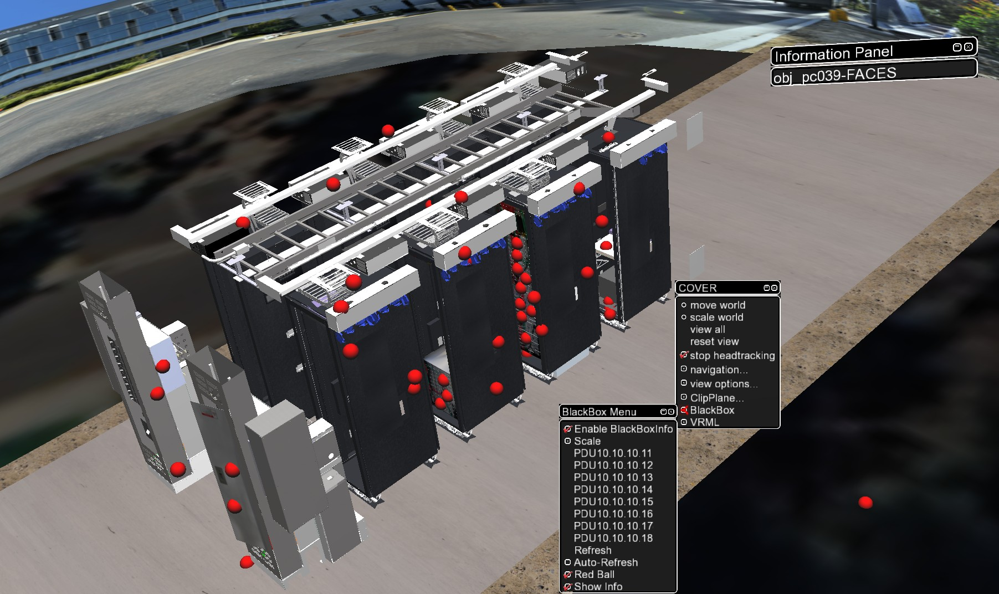 Information Panel
obj_pc039-FACES
COVER
move world
scale world
view all
reset view
stop headtracking
navigation...
view options...
ClipPlane...
BlackBox
VRML
BlackBox Menu
Enable BlackBoxInfo
Scale
PDU10.10.10.11
PDU10.10.10.12
PDU10.10.10.13
PDU10.10.10.14
PDU10.10.10.15
PDU10.10.10.16
PDU10.10.10.17
PDU10.10.10.18
Refresh
Auto-Refresh
Red Ball
Show Info